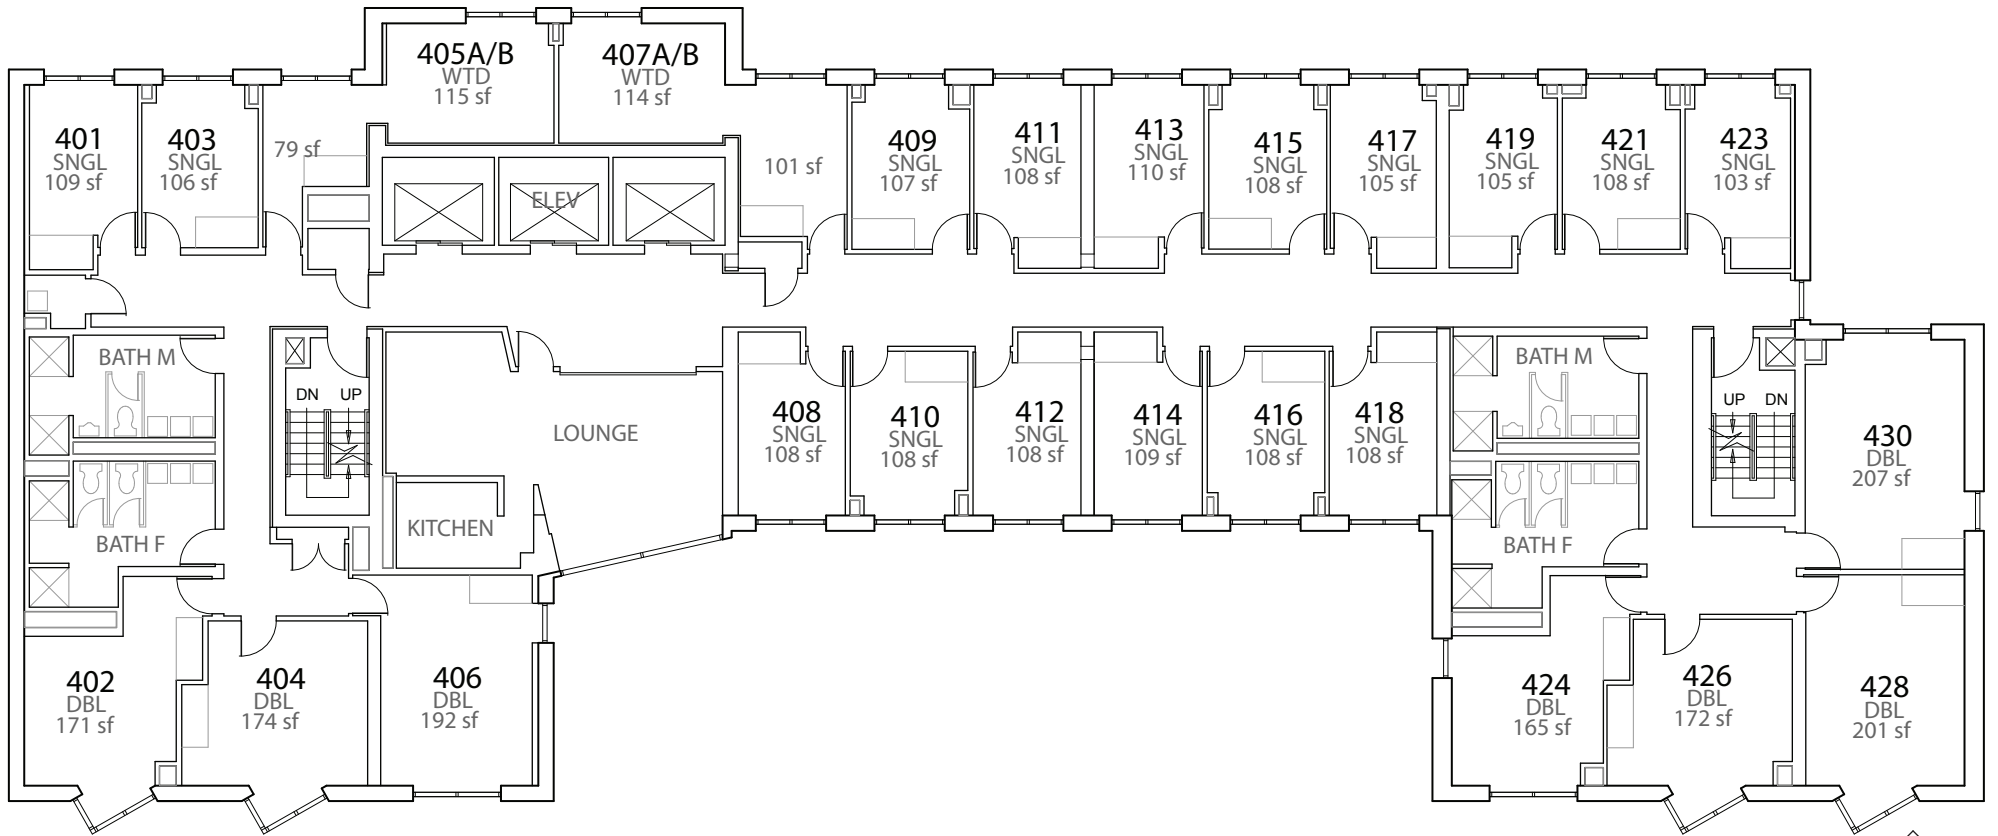 405A/B
WTD
115 sf
407A/B
WTD
114 sf
401
SNGL
109 sf
403
SNGL
106 sf
79 sf
ELEV
101 sf
409
SNGL
107 sf
411
SNGL
108 sf
413
SNGL
110 sf
415
SNGL
108 sf
417
SNGL
105 sf
419
SNGL
105 sf
421
SNGL
108 sf
423
SNGL
103 sf
BATH M
DN UP
LOUNGE
408
SNGL
108 sf
410
SNGL
108 sf
412
SNGL
108 sf
414
SNGL
109 sf
416
SNGL
108 sf
418
SNGL
108 sf
BATH M
UP DN
430
DBL
207 sf
BATH F
KITCHEN
BATH F
402
DBL
171 sf
404
DBL
174 sf
406
DBL
192 sf
424
DBL
165 sf
426
DBL
172 sf
428
DBL
201 sf